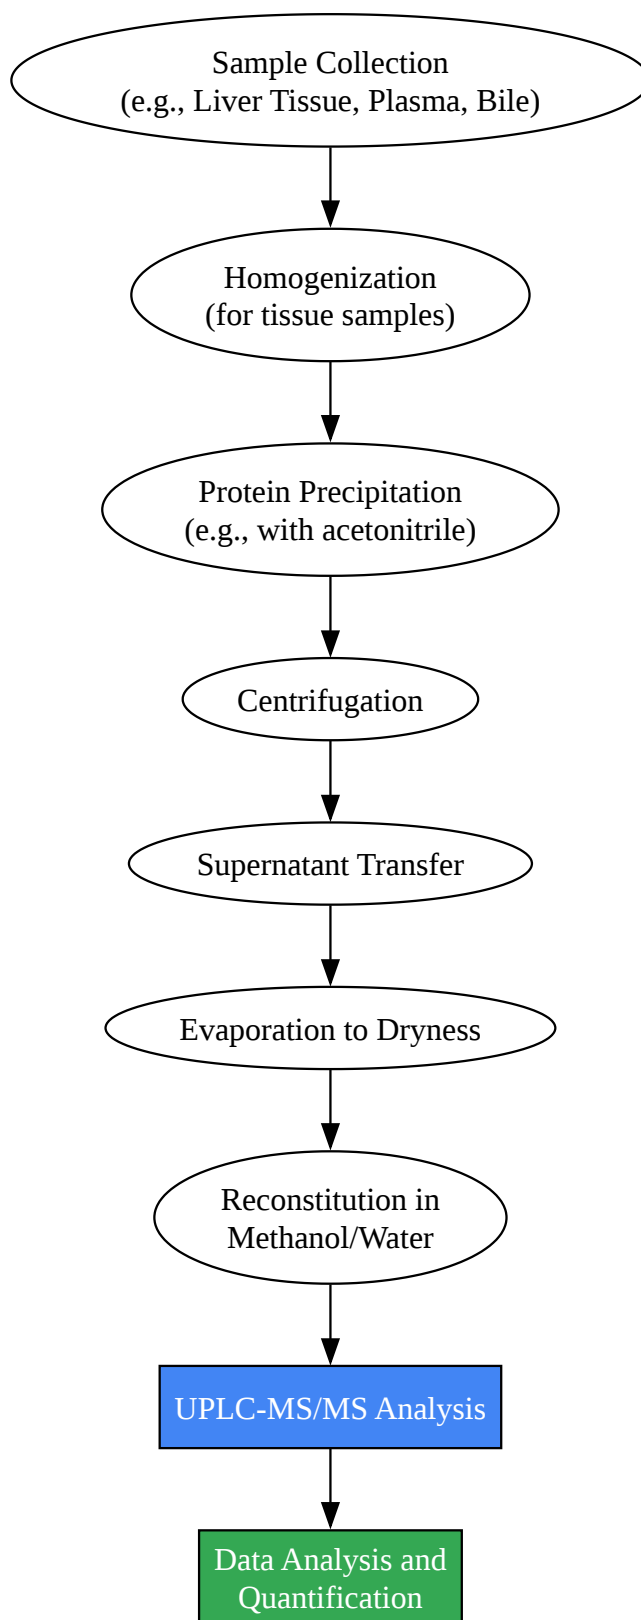 Sample Collection
(e.g., Liver Tissue, Plasma, Bile)
Homogenization
(for tissue samples)
Protein Precipitation
(e.g., with acetonitrile)
Centrifugation
Supernatant Transfer
Evaporation to Dryness
Reconstitution in
Methanol/Water
UPLC-MS/MS Analysis
Data Analysis and
Quantification